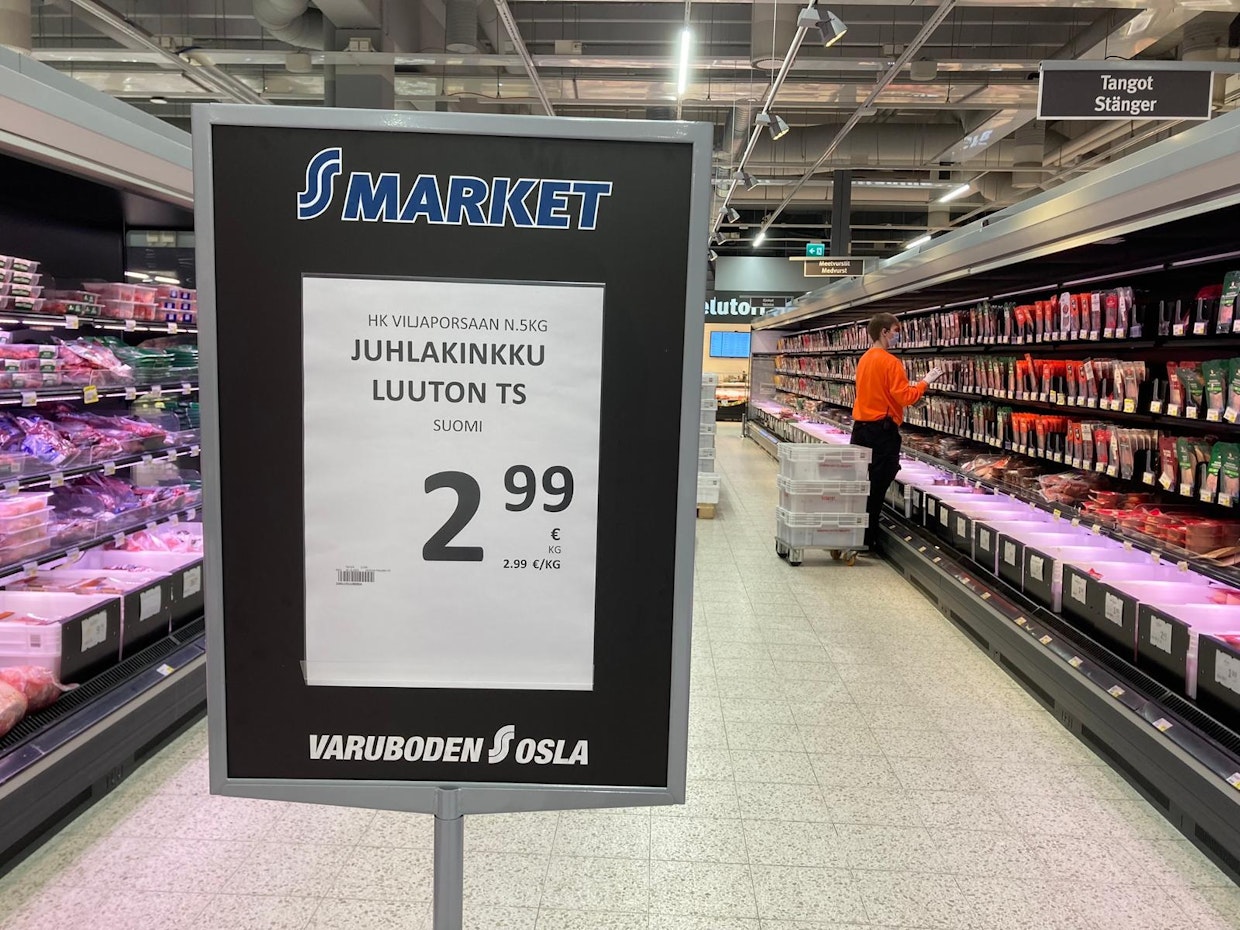 S MARKET
HK VILJAPORSAAN N.5KG
JUHLAKINKKU
LUUTON TS
SUOMI
2 99
€
KG
2.99 €/KG
VARUBODEN OSLA
Tangot
Stänger
Meetvurstit
Medvurst